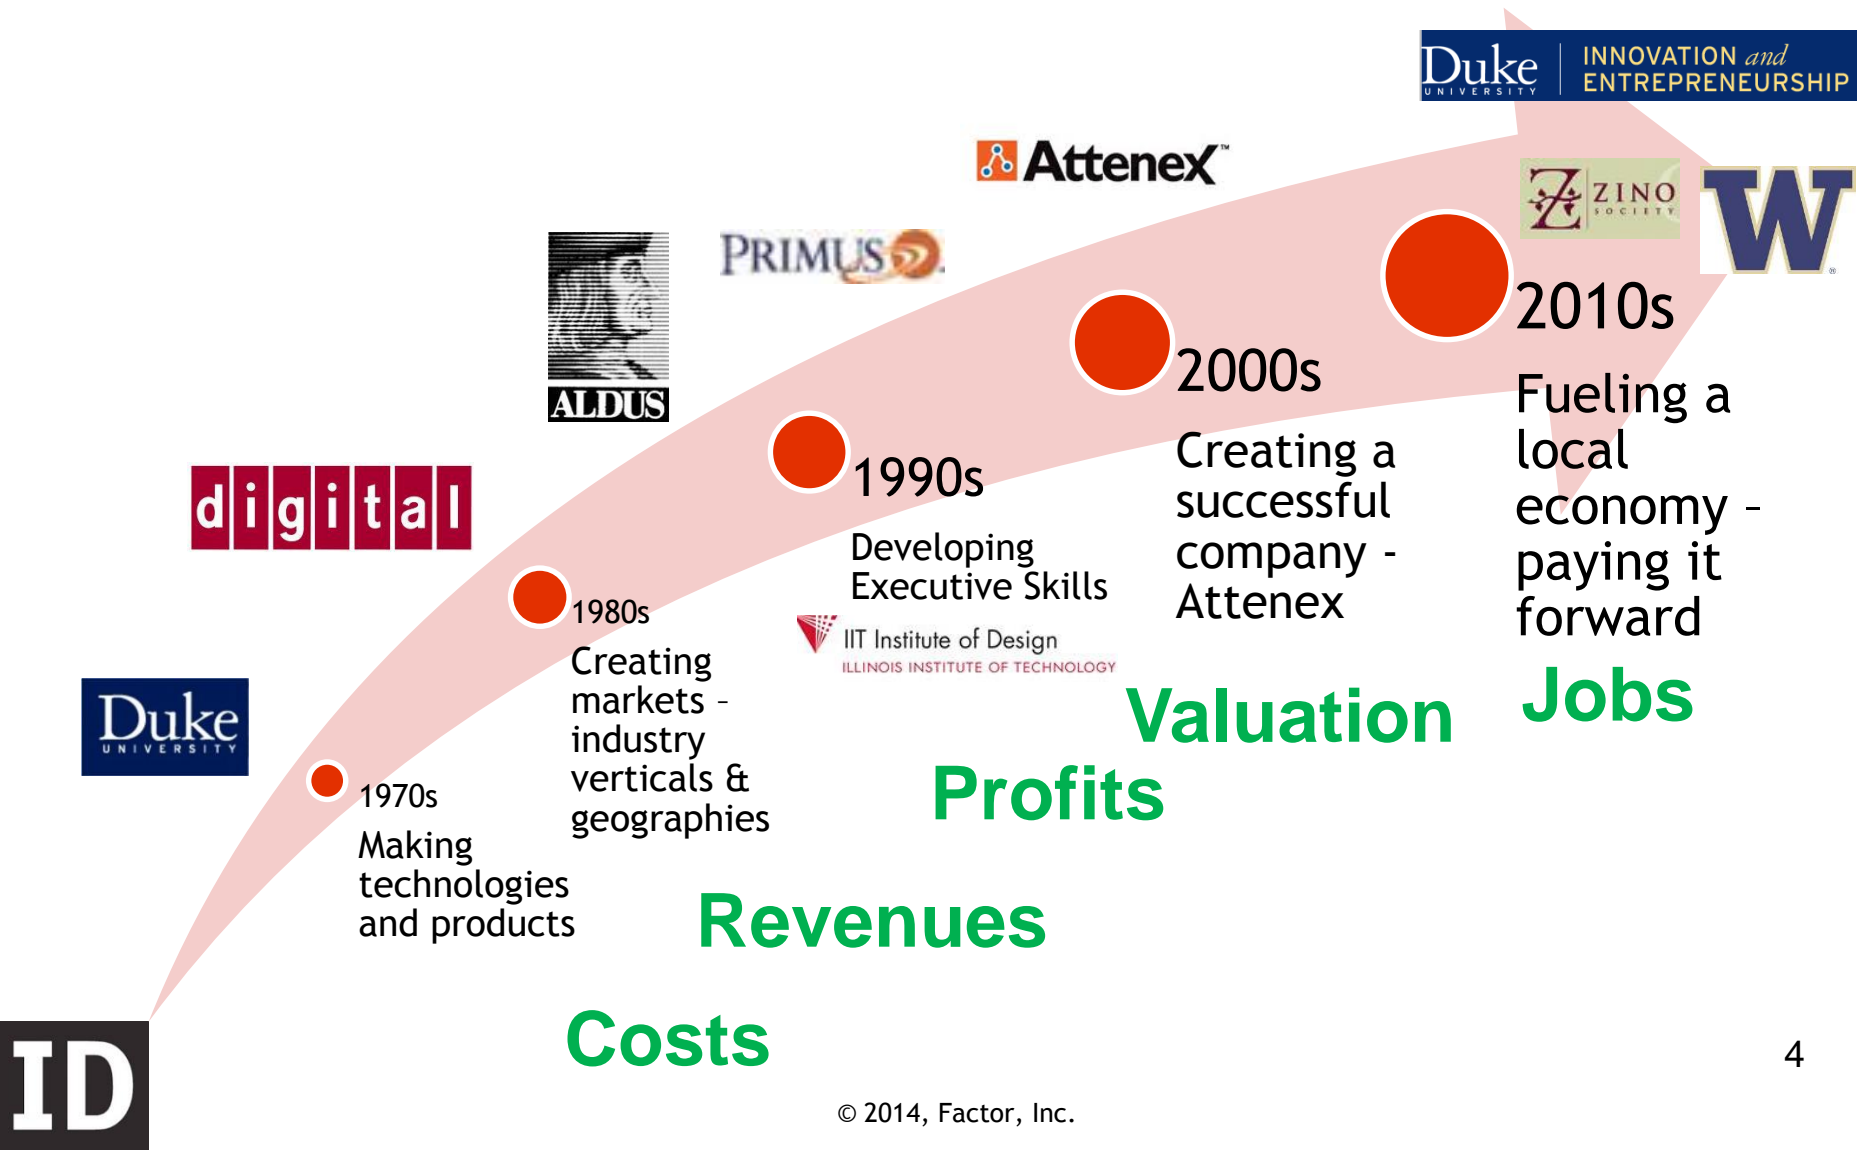 Duke
UNIVERSITY
INNOVATION and
ENTREPRENEURSHIP
Attenex™
ZINO
SOCIETY
W
®
PRIMUS
ALDUS
digital
Duke
UNIVERSITY
1970s
Making
technologies
and products
1980s
Creating
markets –
industry
verticals &
geographies
1990s
Developing
Executive Skills
IIT Institute of Design
ILLINOIS INSTITUTE OF TECHNOLOGY
2000s
Creating a
successful
company -
Attenex
2010s
Fueling a
local
economy –
paying it
forward
Costs
Revenues
Profits
Valuation
Jobs
ID
© 2014, Factor, Inc.
4